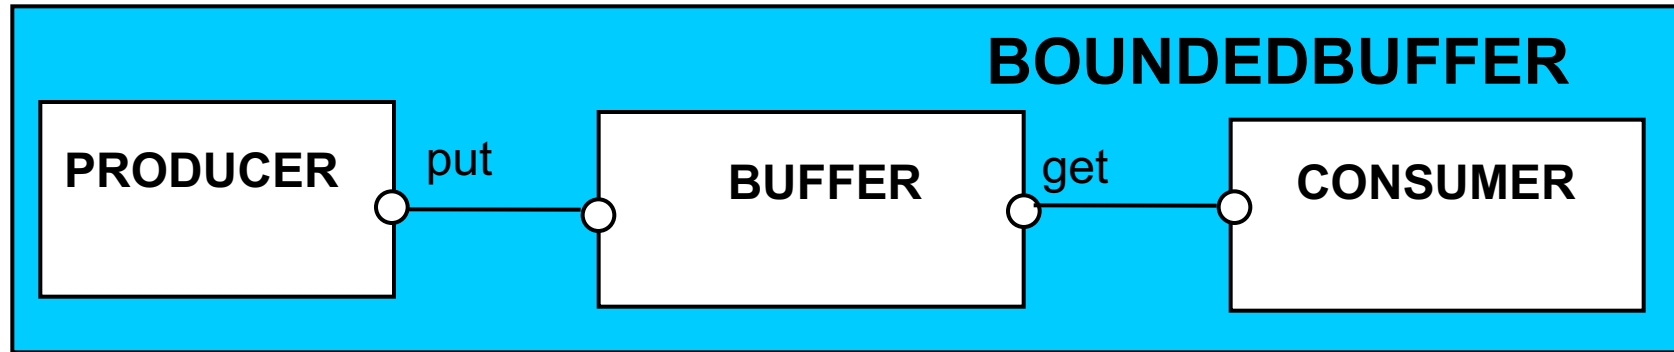 BOUNDEDBUFFER
PRODUCER
put
BUFFER
get
CONSUMER